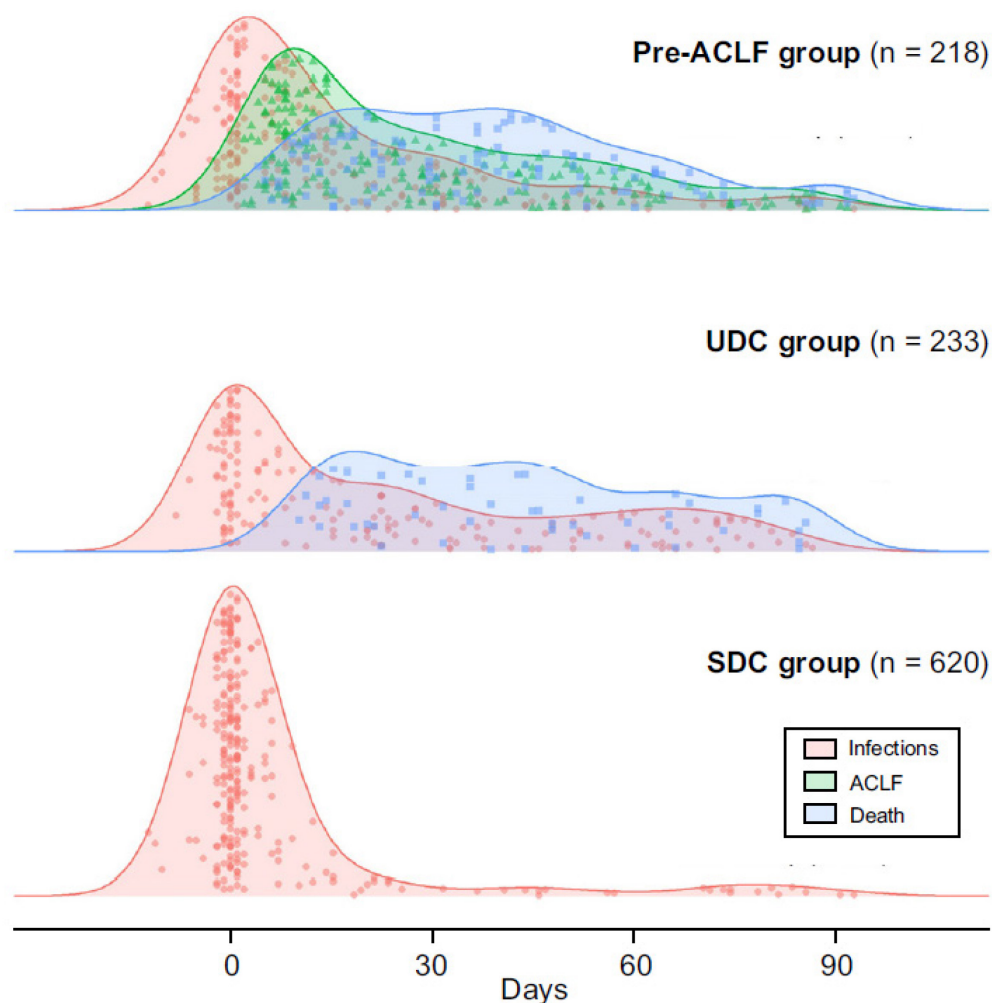 Pre-ACLF group (n = 218)
UDC group (n = 233)
SDC group (n = 620)
Infections
ACLF
Death
0 30 60 90
Days